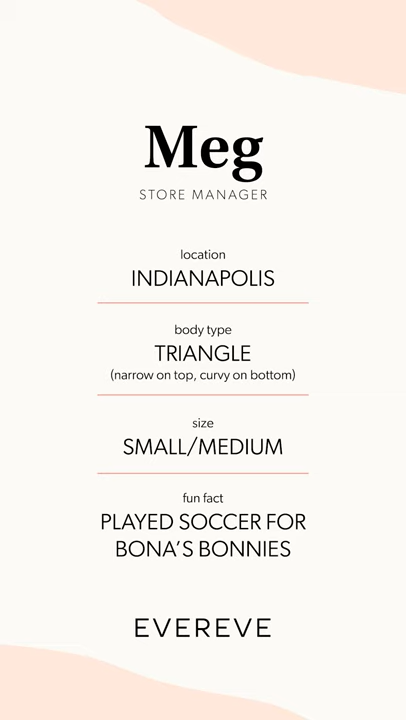 Meg
STORE MANAGER
location
INDIANAPOLIS
body type
TRIANGLE
(narrow on top, curvy on bottom)
size
SMALL/MEDIUM
fun fact
PLAYED SOCCER FOR
BONA'S BONNIES
EVEREVE